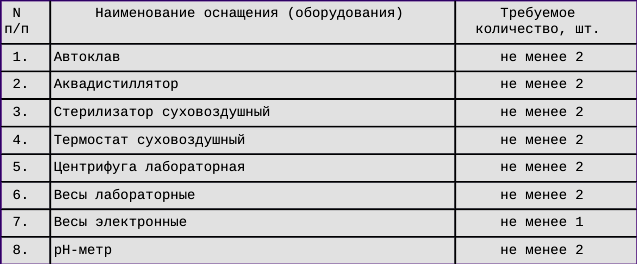 N п/п Наименование оснащения (оборудования) Требуемое количество, шт.
1. Автоклав не менее 2
2. Аквадистиллятор не менее 2
3. Стерилизатор суховоздушный не менее 2
4. Термостат суховоздушный не менее 2
5. Центрифуга лабораторная не менее 2
6. Весы лабораторные не менее 2
7. Весы электронные не менее 1
8. pH-метр не менее 2